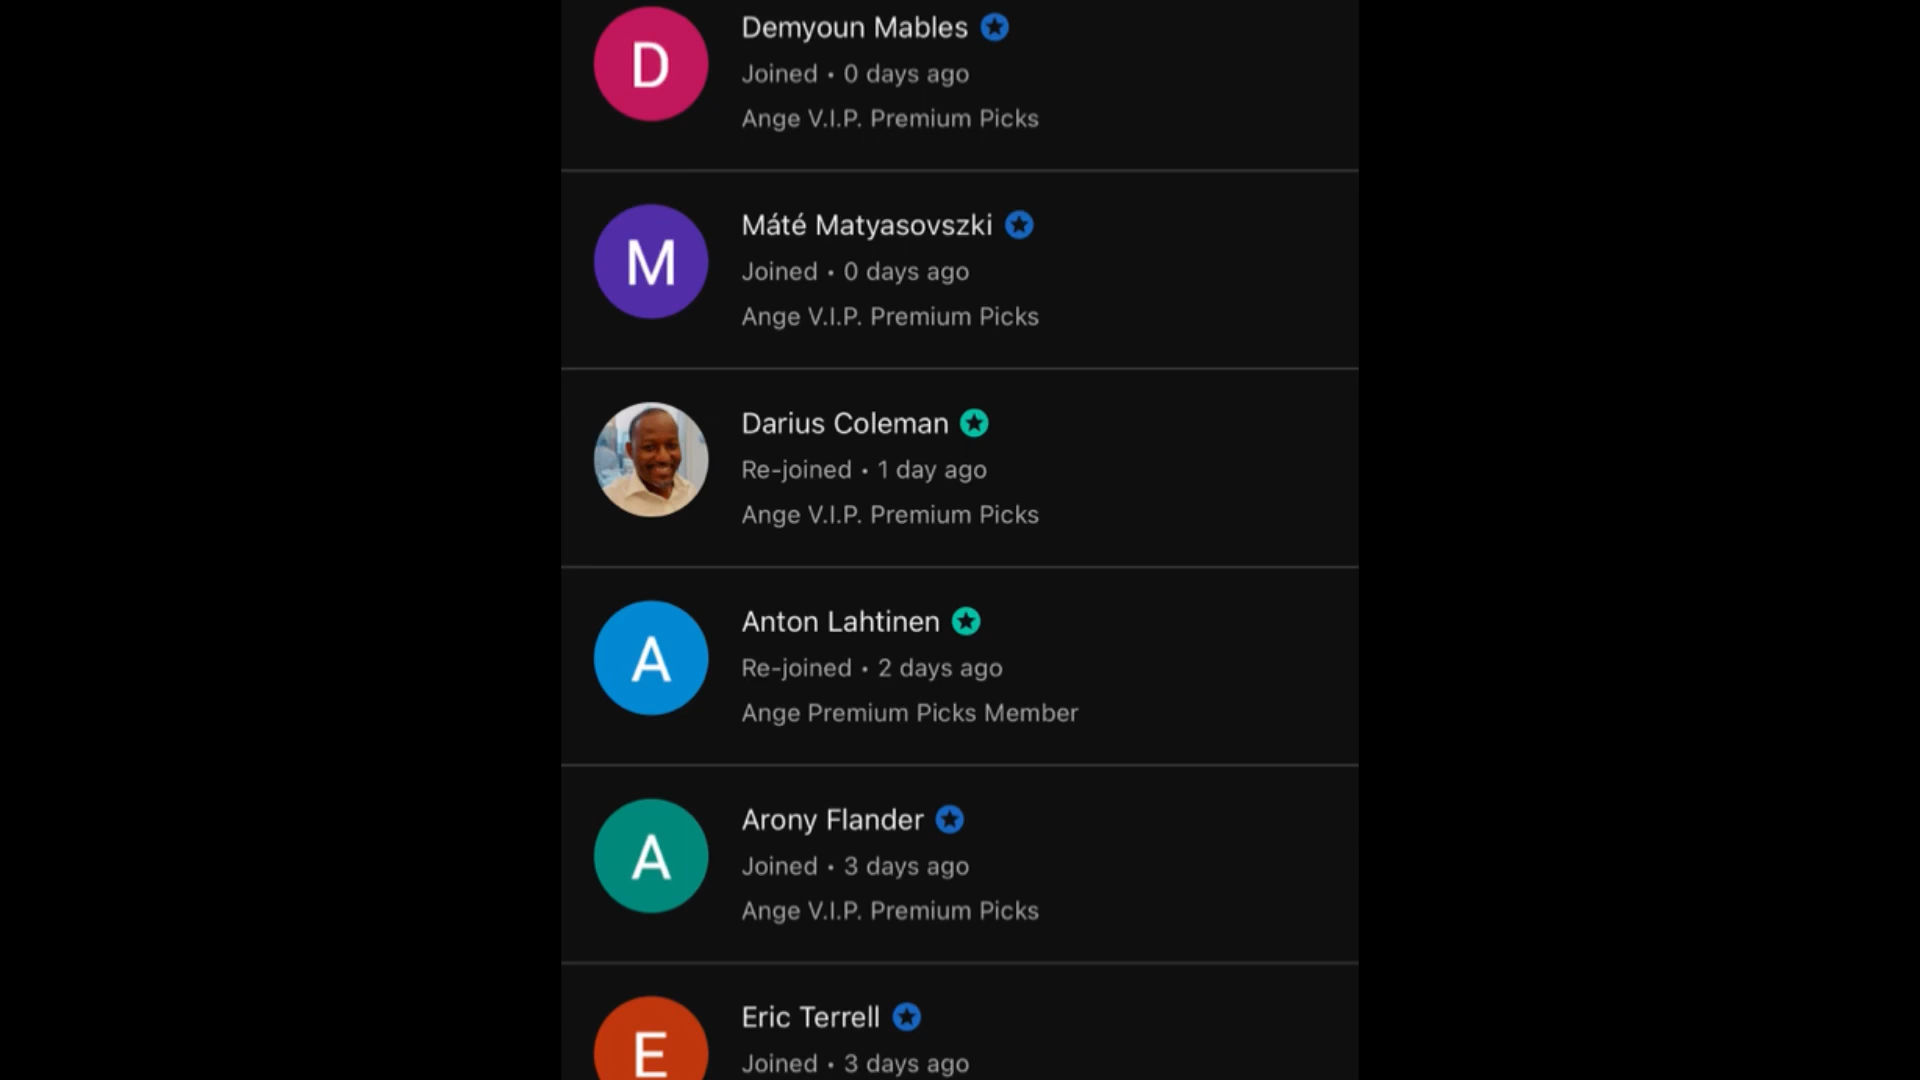 D
Demyoun Mables
Joined • 0 days ago
Ange V.I.P. Premium Picks
M
Máté Matyasovszki
Joined • 0 days ago
Ange V.I.P. Premium Picks
Darius Coleman
Re-joined • 1 day ago
Ange V.I.P. Premium Picks
A
Anton Lahtinen
Re-joined • 2 days ago
Ange Premium Picks Member
A
Arony Flander
Joined • 3 days ago
Ange V.I.P. Premium Picks
E
Eric Terrell
Joined • 3 days ago